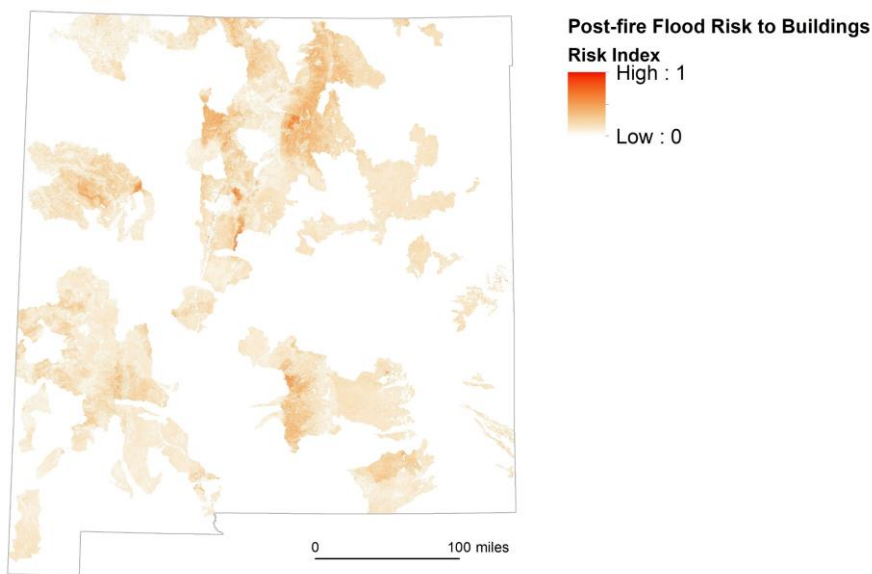 Post-fire Flood Risk to Buildings
Risk Index
High : 1
Low : 0
0 100 miles